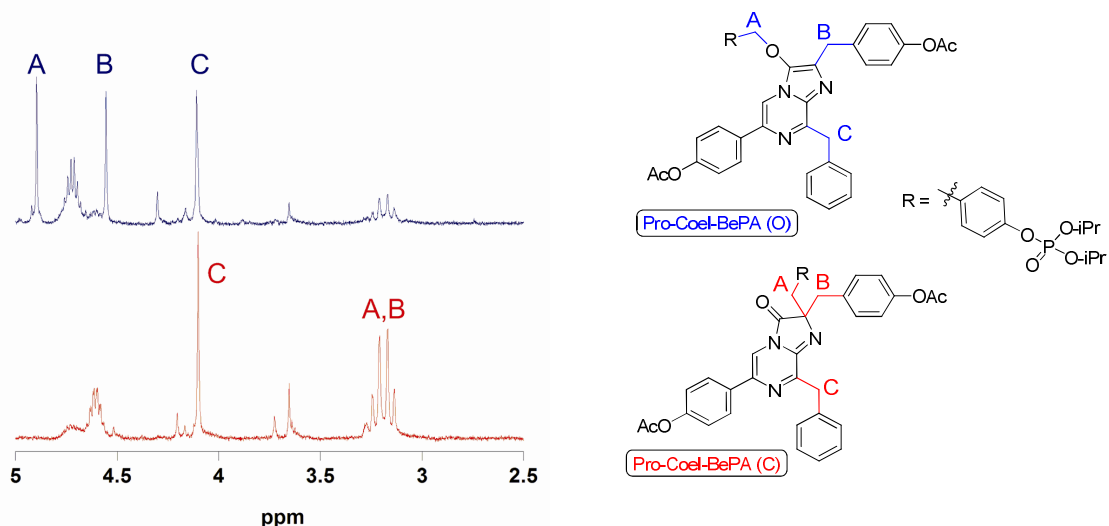 A
B
C
C
A,B
5
4.5
4
3.5
3
2.5
ppm
A
B
R
O
OAc
N
N
N
C
AcO
Pro-Coel-BePA (O)
R =
O
O
P
O-iPr
O-iPr
R
A
B
O
OAc
N
N
N
C
AcO
Pro-Coel-BePA (C)